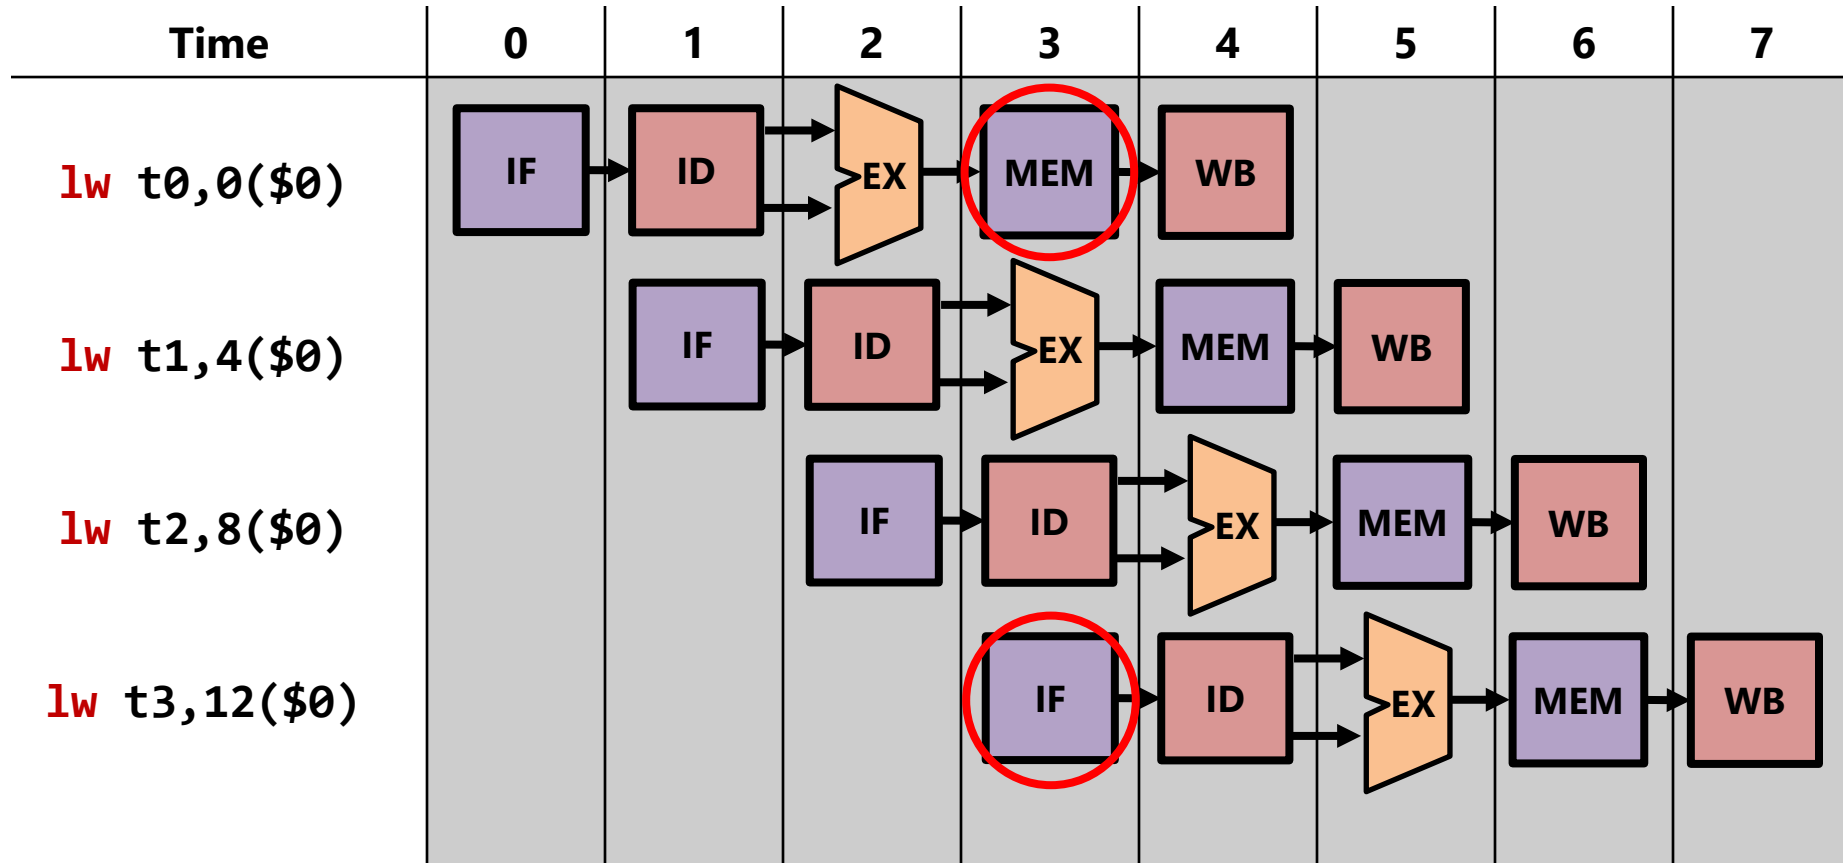 Time 0 1 2 3 4 5 6 7
lw t0,0($0) IF ID EX MEM WB
lw t1,4($0) IF ID EX MEM WB
lw t2,8($0) IF ID EX MEM WB
lw t3,12($0) IF ID EX MEM WB